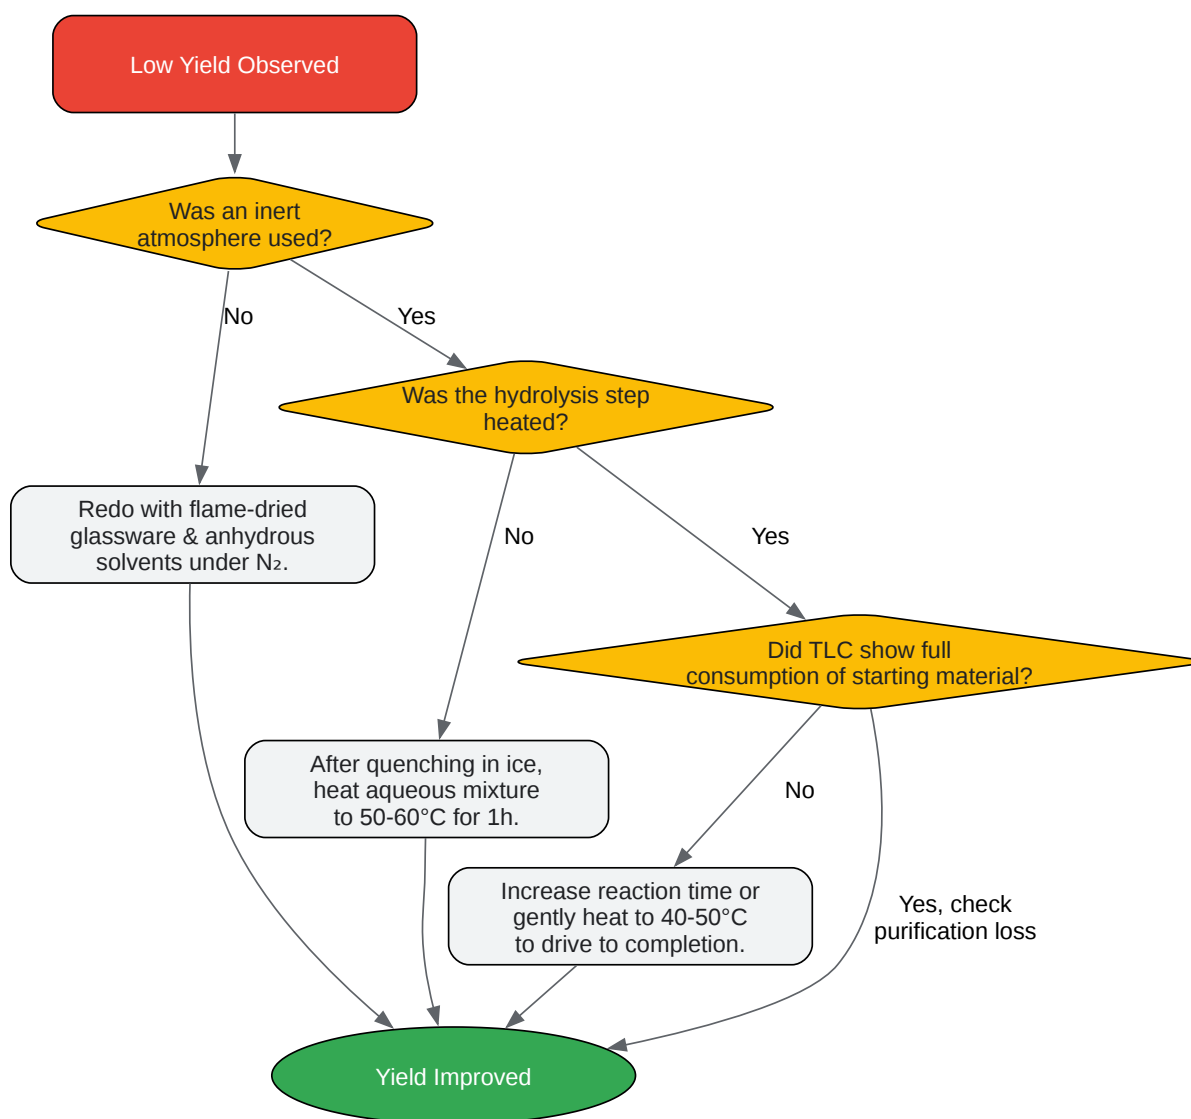 Low Yield Observed
Was an inert
atmosphere used?
No
Yes
Was the hydrolysis step
heated?
Redo with flame-dried
glassware & anhydrous
solvents under N₂.
No
Yes
Did TLC show full
consumption of starting material?
After quenching in ice,
heat aqueous mixture
to 50-60°C for 1h.
No
Increase reaction time or
gently heat to 40-50°C
to drive to completion.
Yes, check
purification loss
Yield Improved